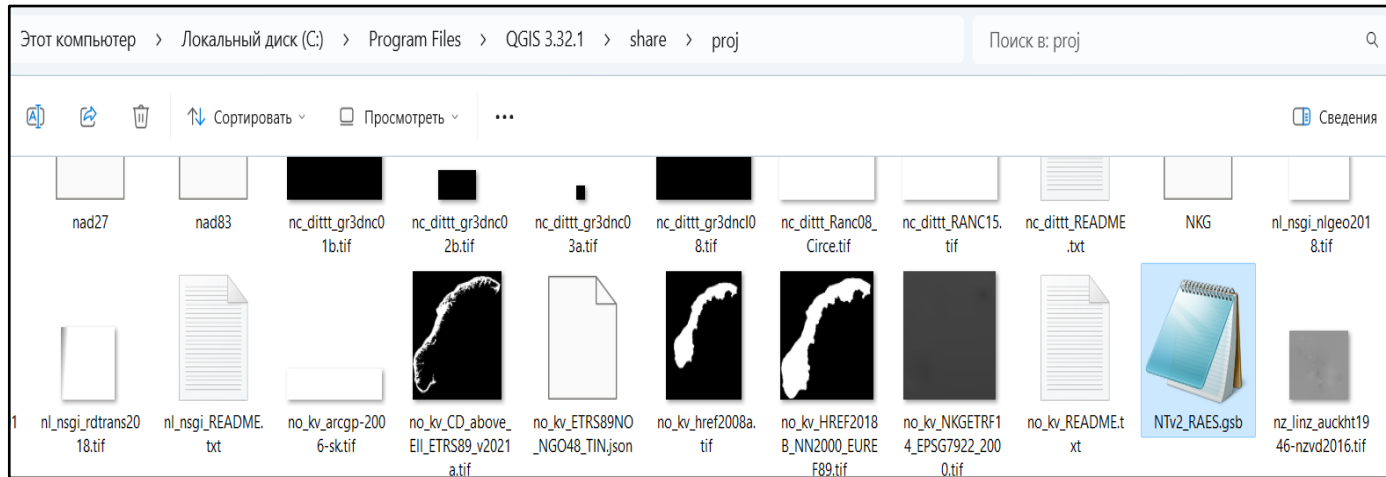 Этот компьютер > Локальный диск (C:) > Program Files > QGIS 3.32.1 > share > proj
Поиск в: proj
Сортировать
Просмотреть
Сведения
nad27
nad83
nc_dittt_gr3dnc0
1b.tif
nc_dittt_gr3dnc0
2b.tif
nc_dittt_gr3dnc0
3a.tif
nc_dittt_gr3dncl0
8.tif
nc_dittt_Ranc08_
Circe.tif
nc_dittt_RANC15.
tif
nc_dittt_README
.txt
NKG
nl_nsgi_nlgeo201
8.tif
1
nl_nsgi_rdtrans20
18.tif
nl_nsgi_README.
txt
no_kv_arcgp-200
6-sk.tif
no_kv_CD_above_
Ell_ETRS89_v2021
a.tif
no_kv_ETRS89NO
_NGO48_TIN.json
no_kv_href2008a.
tif
no_kv_HREF2018
B_NN2000_EURE
F89.tif
no_kv_NKGETRF1
4_EPSG7922_200
0.tif
no_kv_README.t
xt
NTv2_RAES.gsb
nz_linz_auckht19
46-nzvd2016.tif